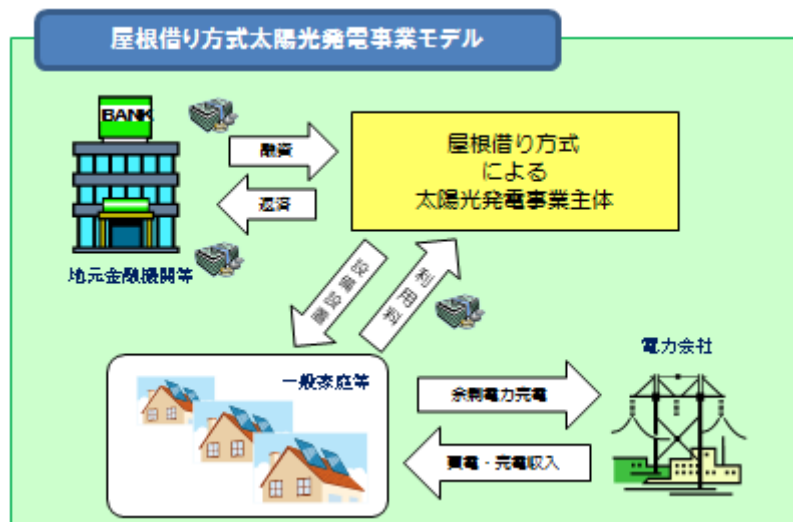 屋根借り方式太陽光発電事業モデル
BANK
融資
返済
地元金融機関等
屋根借り方式
による
太陽光発電事業主体
設備設置
利用料
一般家庭等
電力会社
余剰電力売電
買電・売電収入